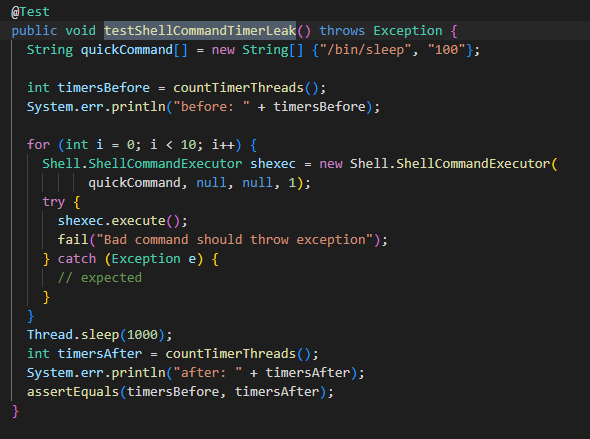 @Test
public void testShellCommandTimerLeak() throws Exception {
String quickCommand[] = new String[] {"/bin/sleep", "100"};
int timersBefore = countTimerThreads();
System.err.println("before: " + timersBefore);
for (int i = 0; i < 10; i++) {
Shell.ShellCommandExecutor shexec = new Shell.ShellCommandExecutor(
quickCommand, null, null, 1);
try {
shexec.execute();
fail("Bad command should throw exception");
} catch (Exception e) {
// expected
}
}
Thread.sleep(1000);
int timersAfter = countTimerThreads();
System.err.println("after: " + timersAfter);
assertEquals(timersBefore, timersAfter);
}